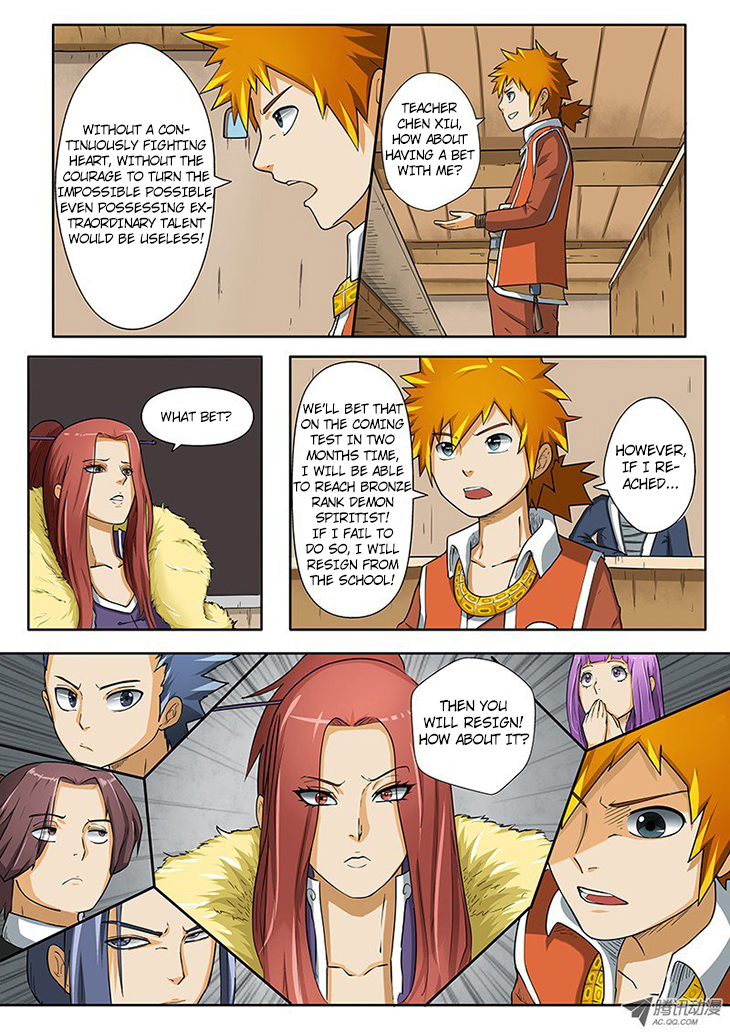 WITHOUT A CON-
TINUOUSLY FIGHTING
HEART, WITHOUT THE
COURAGE TO TURN THE
IMPOSSIBLE POSSIBLE
EVEN POSSESSING EX-
TRAORDINARY TALENT
WOULD BE USELESS!
TEACHER
CHEN XIU,
HOW ABOUT
HAVING A BET
WITH ME?
WHAT BET?
WE'LL BET THAT
ON THE COMING
TEST IN TWO
MONTHS TIME,
I WILL BE ABLE
TO REACH BRONZE
RANK DEMON
SPIRITIST!
IF I FAIL TO
DO SO, I WILL
RESIGN FROM
THE SCHOOL!
HOWEVER,
IF I RE-
ACHED...
THEN YOU
WILL RESIGN!
HOW ABOUT IT?
腾讯动漫
AC.QQ.COM